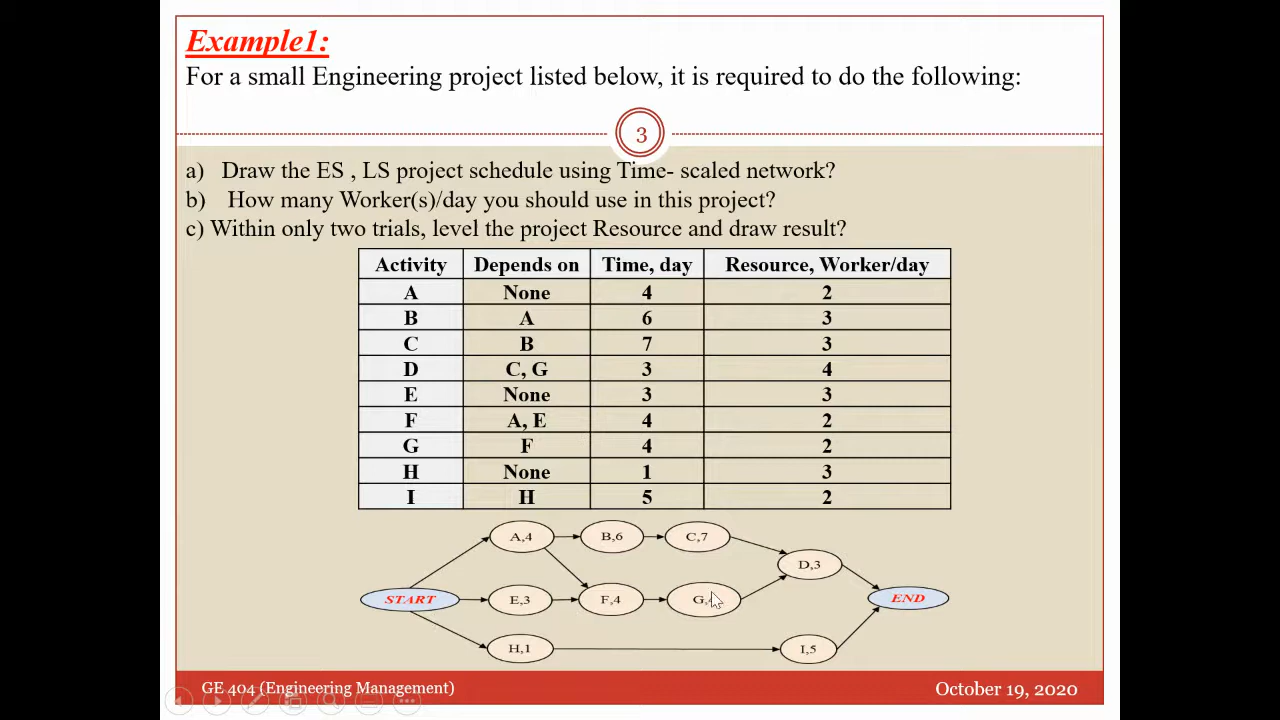 Example1:
For a small Engineering project listed below, it is required to do the following:
3
a) Draw the ES , LS project schedule using Time- scaled network?
b) How many Worker(s)/day you should use in this project?
c) Within only two trials, level the project Resource and draw result?
Activity Depends on Time, day Resource, Worker/day
A None 4 2
B A 6 3
C B 7 3
D C, G 3 4
E None 3 3
F A, E 4 2
G F 4 2
H None 1 3
I H 5 2
A,4 B,6 C,7
D,3
START E,3 F,4 G, END
H,1 I,5
GE 404 (Engineering Management) October 19, 2020